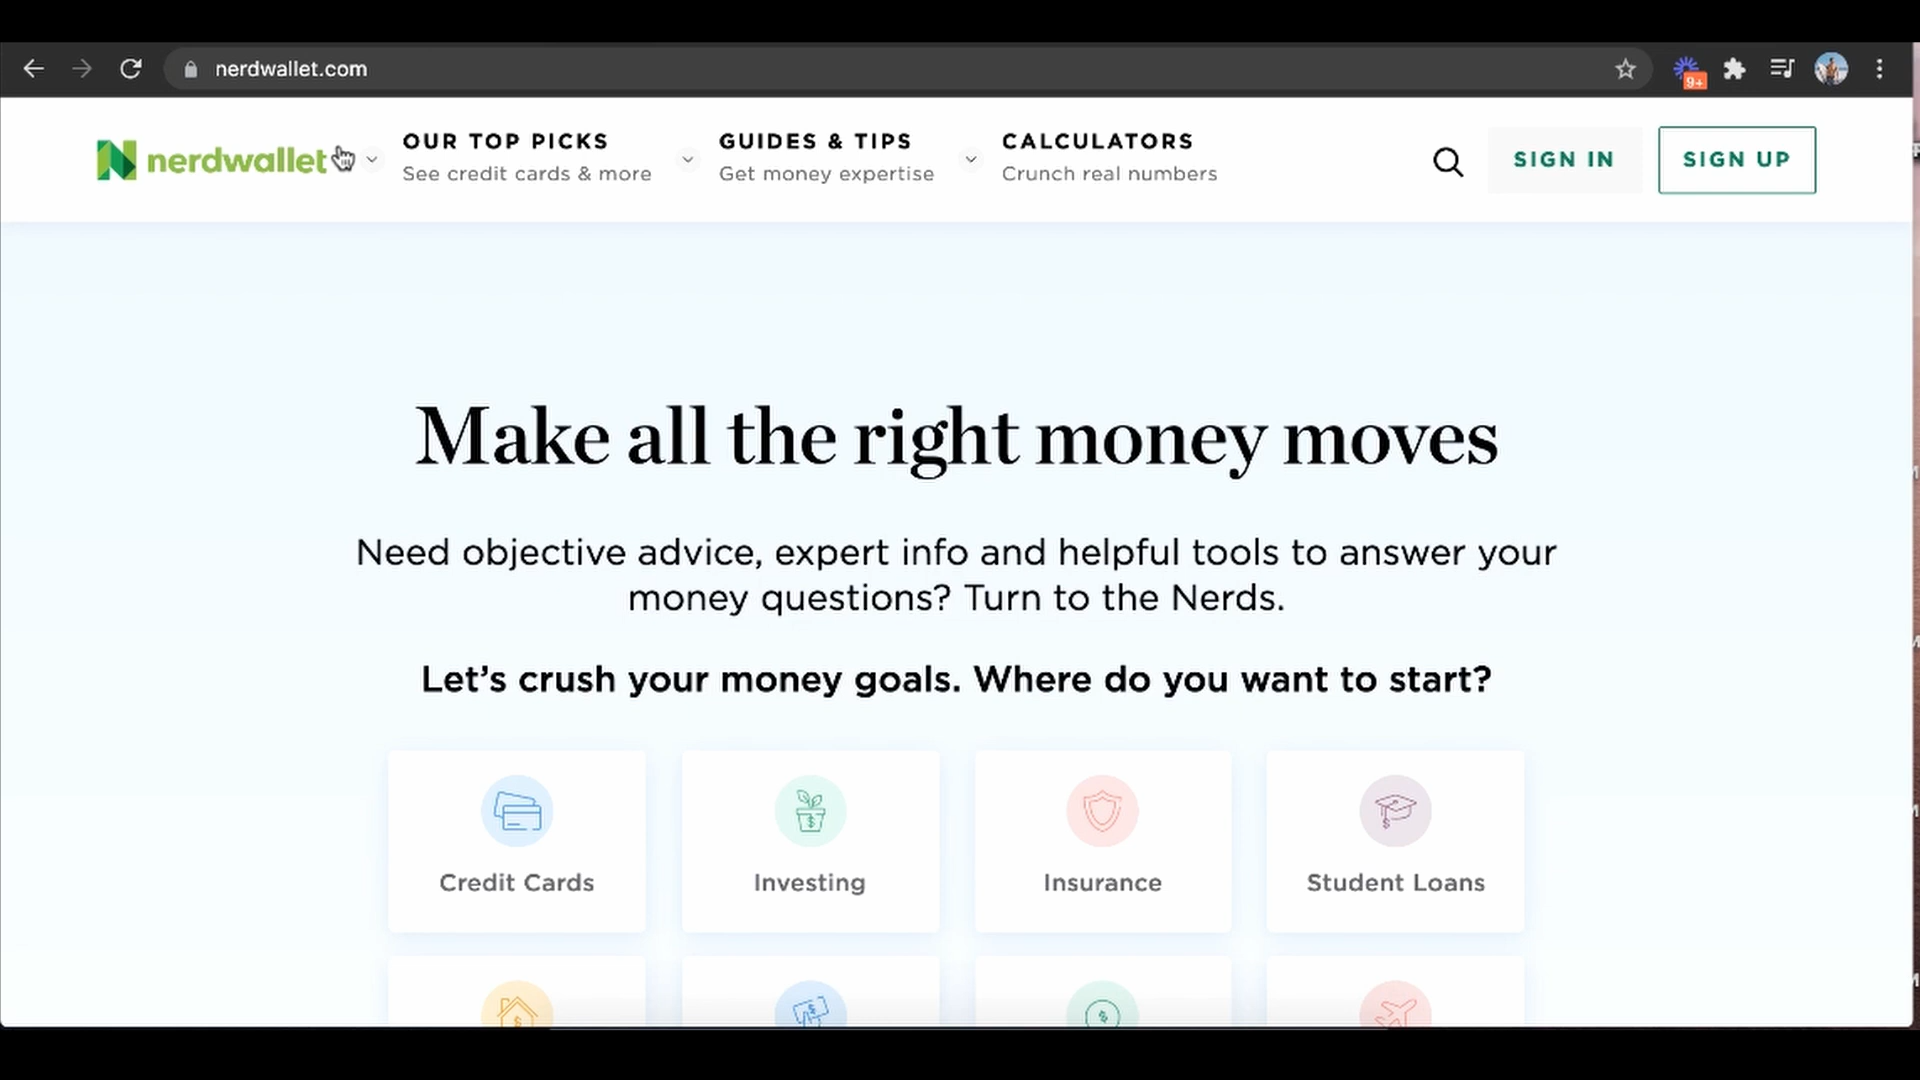 nerdwallet.com
9+
nerdwallet
OUR TOP PICKS
See credit cards & more
GUIDES & TIPS
Get money expertise
CALCULATORS
Crunch real numbers
SIGN IN
SIGN UP
Make all the right money moves
Need objective advice, expert info and helpful tools to answer your
money questions? Turn to the Nerds.
Let’s crush your money goals. Where do you want to start?
Credit Cards
Investing
Insurance
Student Loans